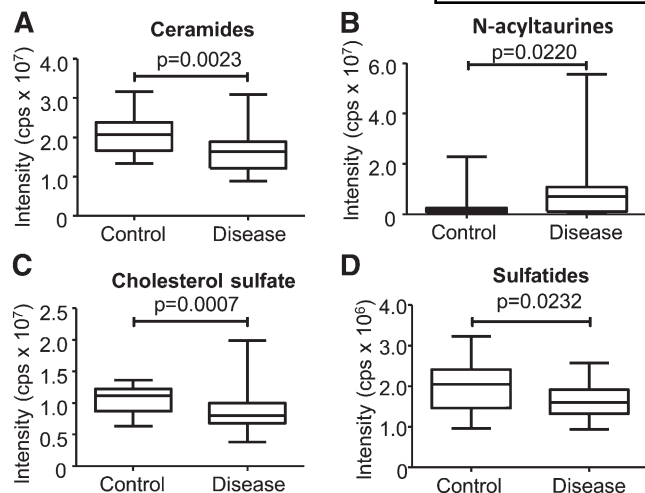 A
Ceramides
p=0.0023
Intensity (cps x 10⁷)
4.0
3.0
2.0
1.0
0
Control Disease
B
N-acyltaurines
p=0.0220
Intensity (cps x 10⁷)
6.0
4.0
2.0
0
Control Disease
C
Cholesterol sulfate
p=0.0007
Intensity (cps x 10⁷)
2.5
2.0
1.5
1.0
0.5
0
Control Disease
D
Sulfatides
p=0.0232
Intensity (cps x 10⁶)
4.0
3.0
2.0
1.0
0
Control Disease